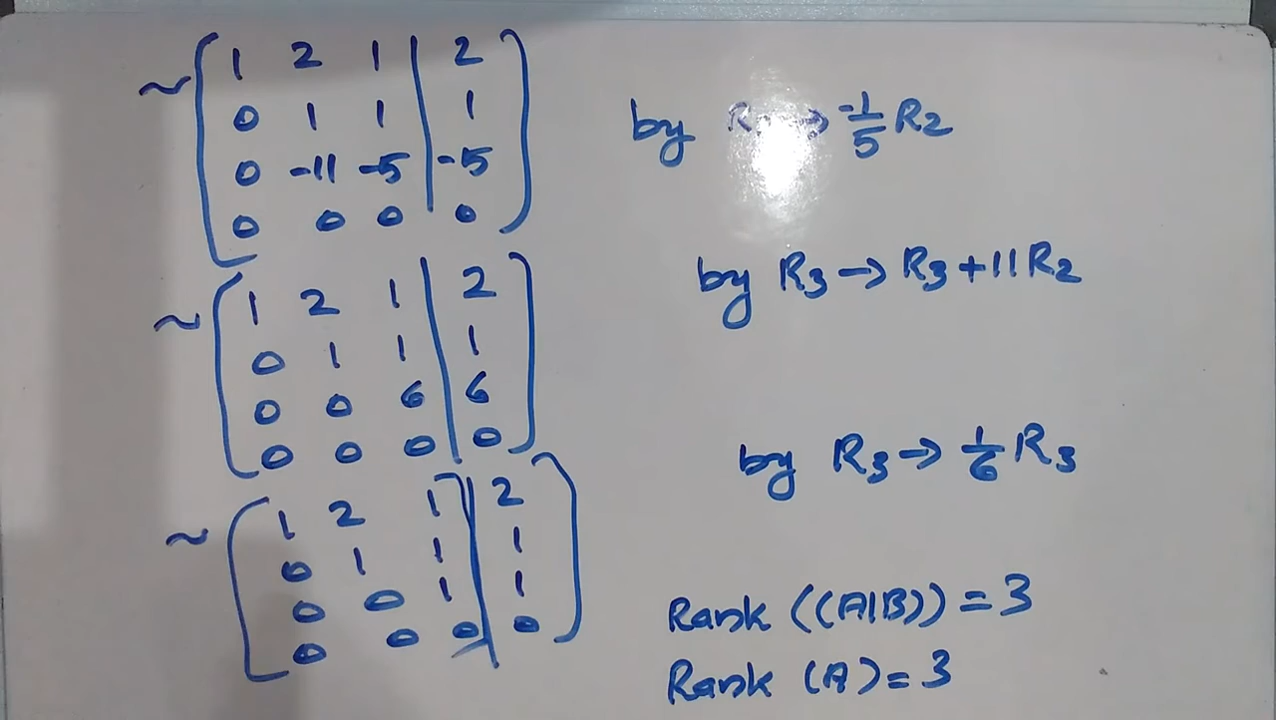 ~ ( 1 2 1 | 2 )
0 1 1 | 1
0 -11 -5 | -5
0 0 0 | 0
by → -1/5 R2
~ ( 1 2 1 | 2 )
0 1 1 | 1
0 0 6 | 6
0 0 0 | 0
by R3 → R3 + 11R2
~ ( 1 2 1 | 2 )
0 1 1 | 1
0 0 1 | 1
0 0 0 | 0
by R3 → 1/6 R3
Rank ((A|B)) = 3
Rank (A) = 3